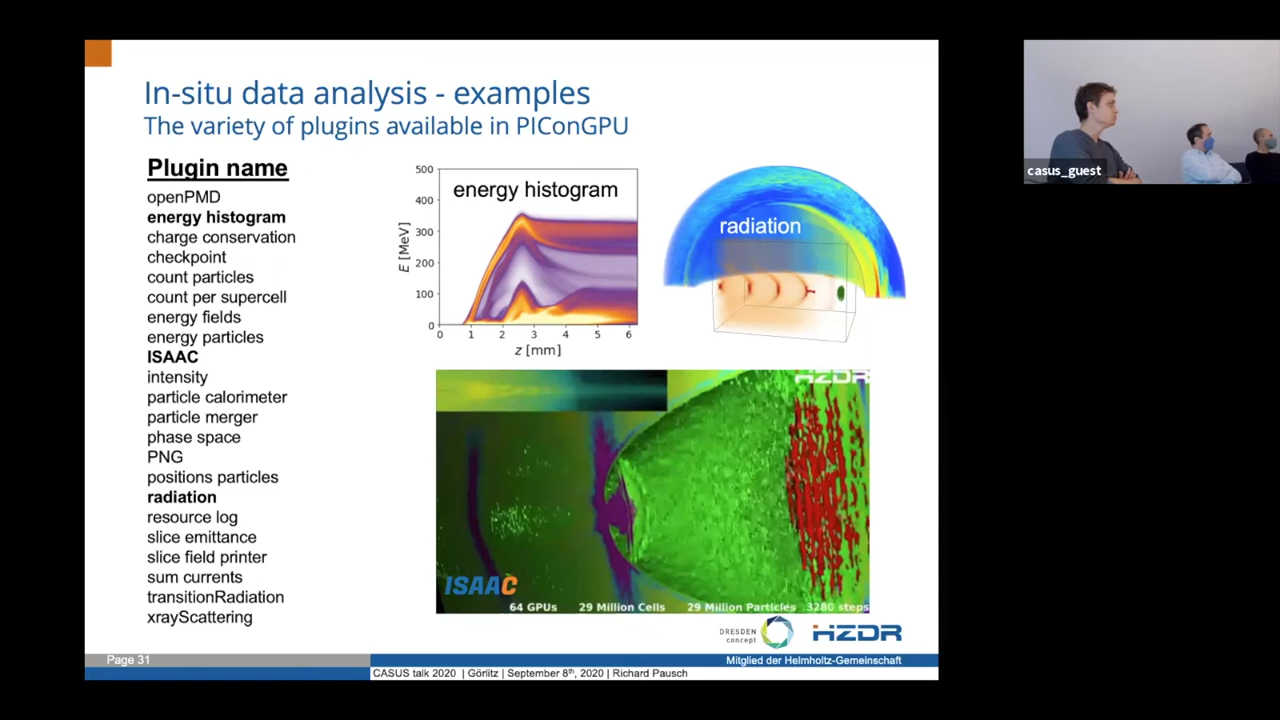 In-situ data analysis - examples
The variety of plugins available in PIConGPU
Plugin name
openPMD
energy histogram
charge conservation
checkpoint
count particles
count per supercell
energy fields
energy particles
ISAAC
intensity
particle calorimeter
particle merger
phase space
PNG
positions particles
radiation
resource log
slice emittance
slice field printer
sum currents
transitionRadiation
xrayScattering
energy histogram
500
400
300
200
100
0
E [MeV]
0 1 2 3 4 5 6
z [mm]
radiation
HZDR
ISAAC
64 GPUs 29 Million Cells 29 Million Particles 3280 steps
DRESDEN
concept
HZDR
Page 31
Mitglied der Helmholtz-Gemeinschaft
CASUS talk 2020 | Görlitz | September 8th, 2020 | Richard Pausch
casus_guest